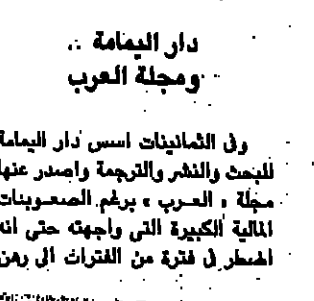 دار اليمامة ..
ومجلة العرب
وفى الثمانينات اسس دار اليمامة
للبحث والنشر والترجمة واصدر عنها
مجلة « العرب » برغم الصعوبات
المالية الكبيرة التى واجهته حتى انه
اضطر فى فترة من الفترات الى رهن